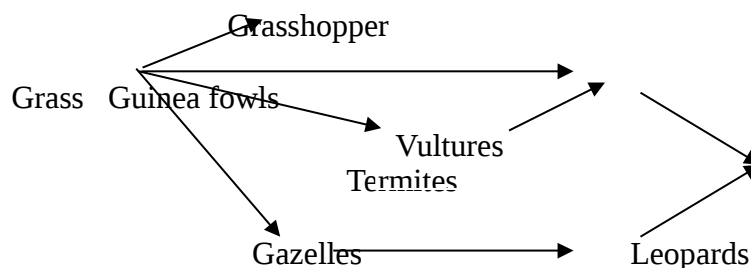 Grasshopper
Grass Guinea fowls
Vultures
Termites
Gazelles Leopards